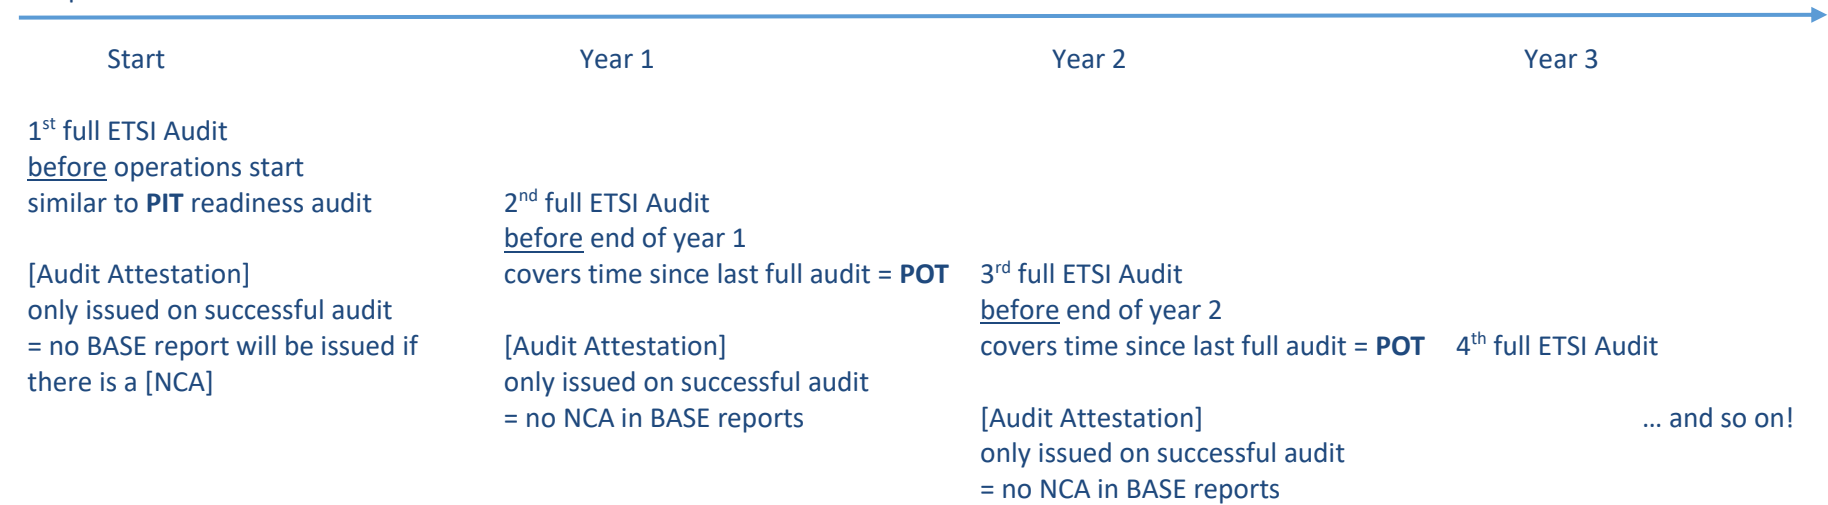 Start
Year 1
Year 2
Year 3
1st full ETSI Audit
before operations start
similar to PIT readiness audit
[Audit Attestation]
only issued on successful audit
= no BASE report will be issued if
there is a [NCA]
2nd full ETSI Audit
before end of year 1
covers time since last full audit = POT
[Audit Attestation]
only issued on successful audit
= no NCA in BASE reports
3rd full ETSI Audit
before end of year 2
covers time since last full audit = POT
[Audit Attestation]
only issued on successful audit
= no NCA in BASE reports
4th full ETSI Audit
… and so on!